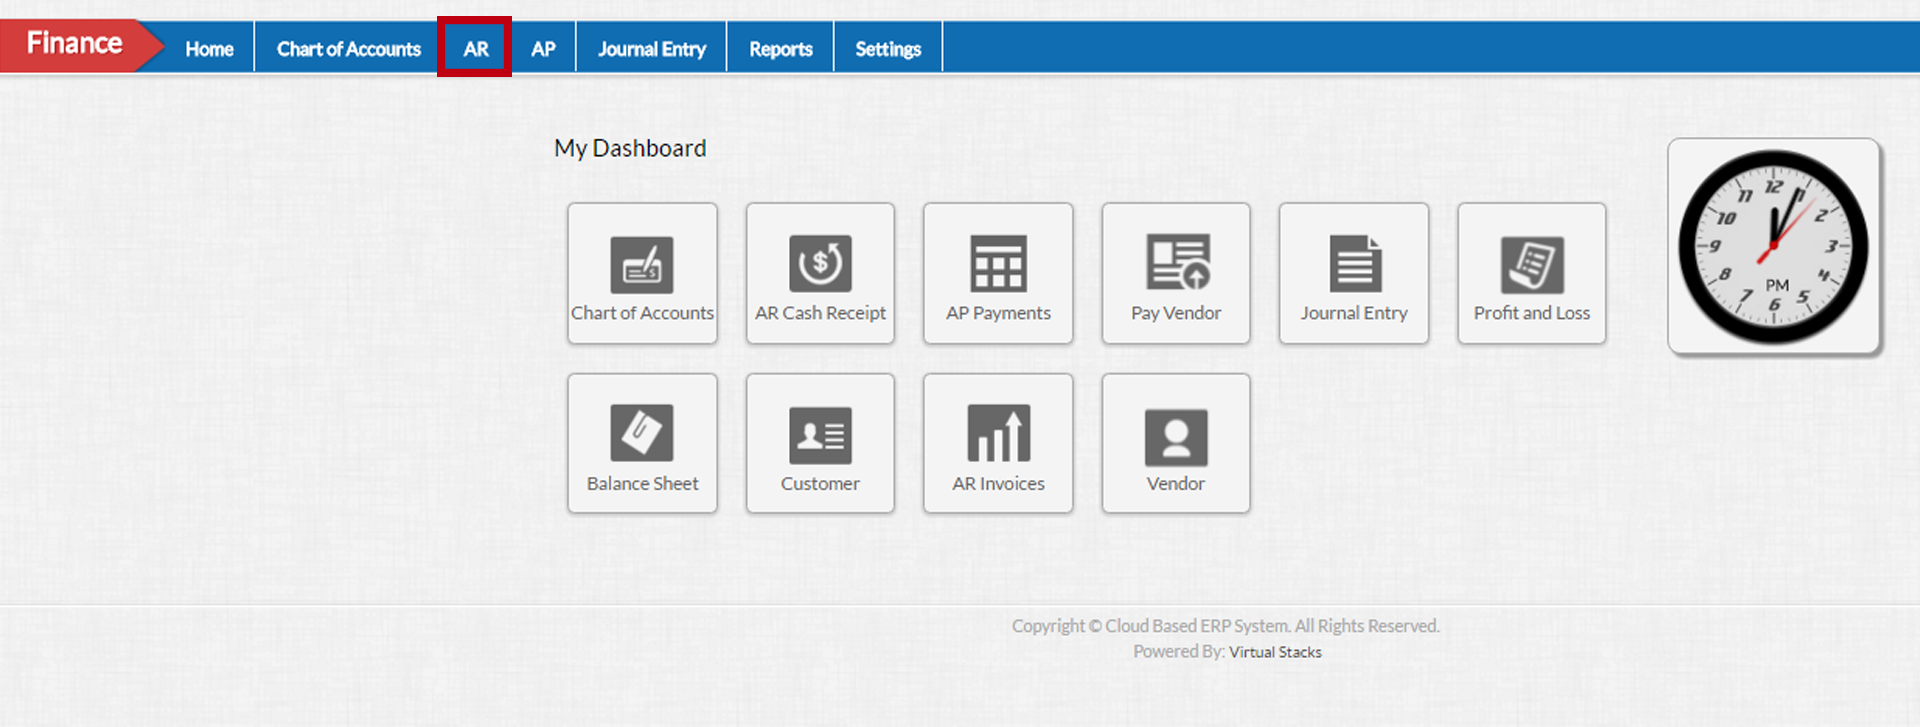 Finance
Home Chart of Accounts AR AP Journal Entry Reports Settings
My Dashboard
Chart of Accounts AR Cash Receipt AP Payments Pay Vendor Journal Entry Profit and Loss
12
1
2
3
4
5
6
7
8
9
10
11
PM
Balance Sheet Customer AR Invoices Vendor
Copyright © Cloud Based ERP System. All Rights Reserved.
Powered By: Virtual Stacks